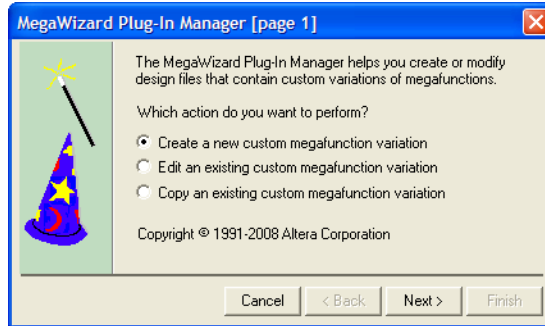 MegaWizard Plug-In Manager [page 1]
The MegaWizard Plug-In Manager helps you create or modify
design files that contain custom variations of megafunctions.
Which action do you want to perform?
Create a new custom megafunction variation
Edit an existing custom megafunction variation
Copy an existing custom megafunction variation
Copyright © 1991-2008 Altera Corporation
Cancel < Back Next > Finish